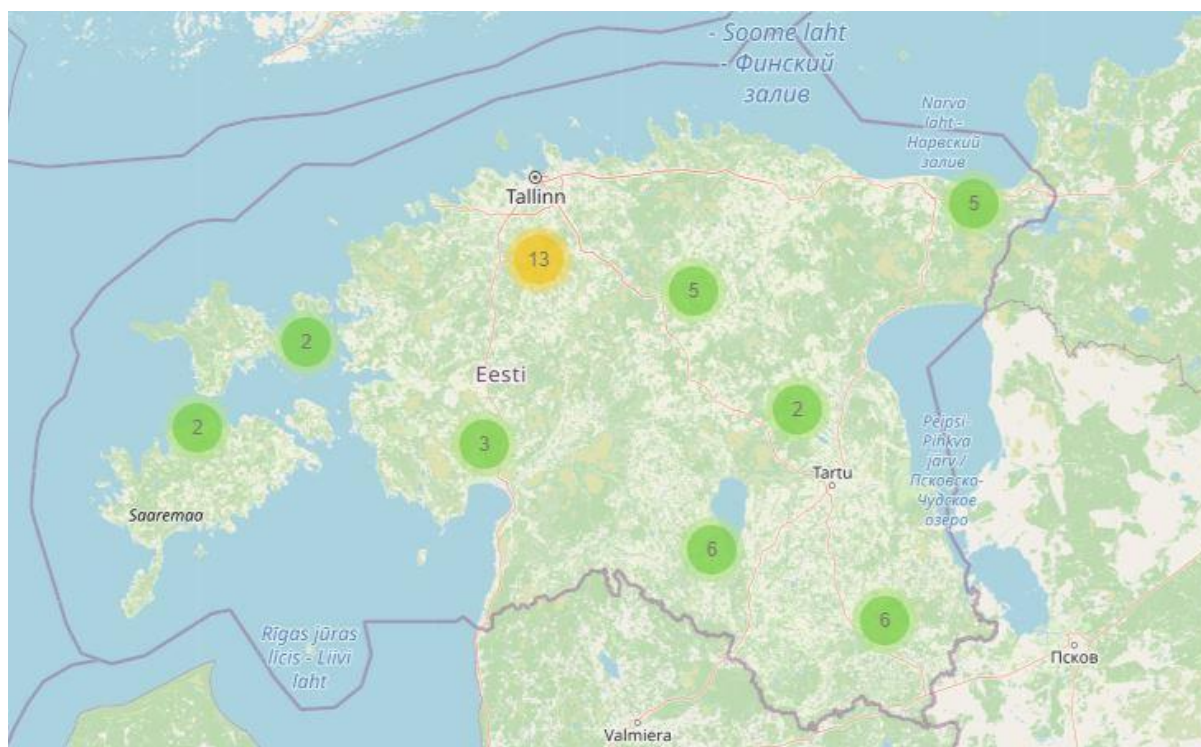 - Soome laht
- Финский
залив
Narva
laht –
Нарвский
залив
Tallinn
5
13
5
2
Eesti
2
2
3
Peipsi-
Pihkva
järv /
Псковско-
Чудское
озеро
Tartu
Saaremaa
6
6
Rīgas jūras
līcis - Liivi
laht
Псков
Valmiera